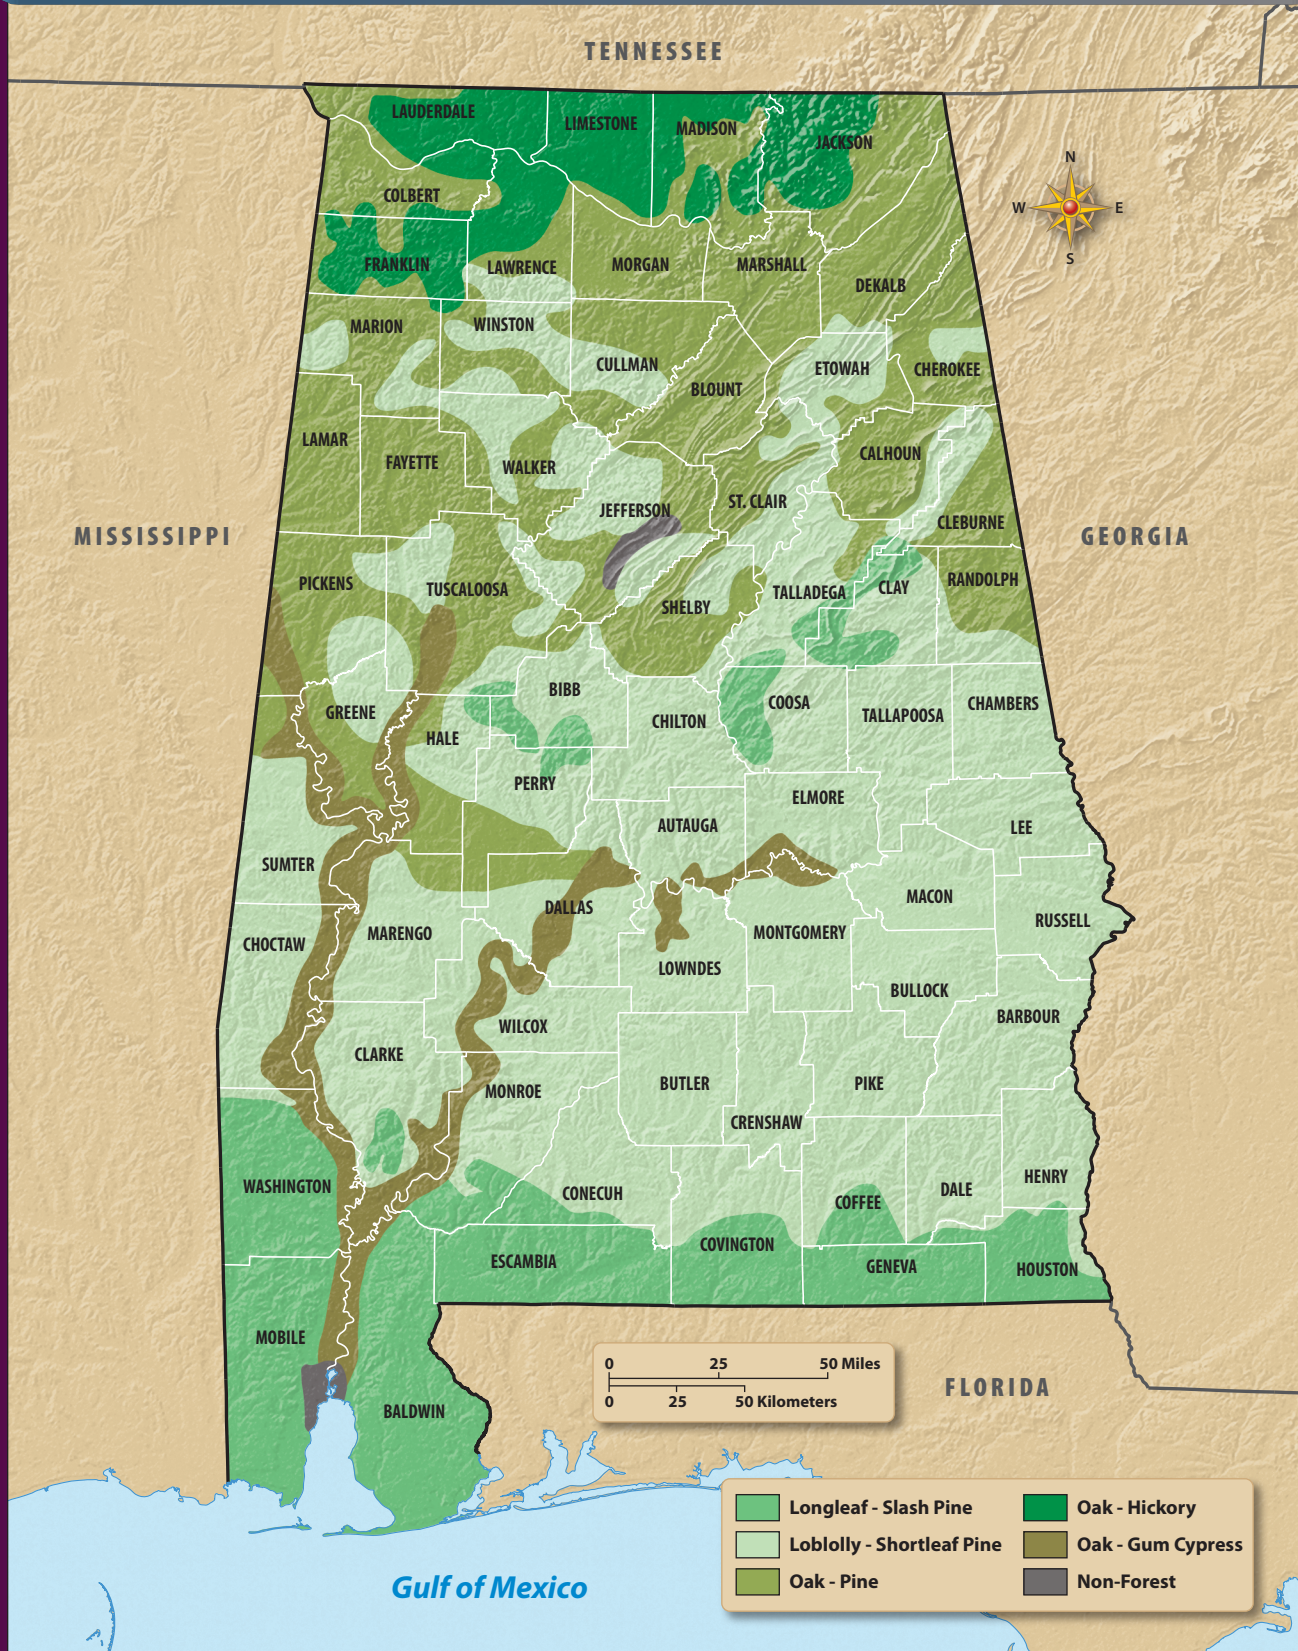 TENNESSEE
LAUDERDALE
LIMESTONE
MADISON
JACKSON
N
W
E
S
COLBERT
FRANKLIN
LAWRENCE
MORGAN
MARSHALL
DEKALB
MARION
WINSTON
CULLMAN
BLOUNT
ETOWAH
CHEROKEE
LAMAR
FAYETTE
WALKER
JEFFERSON
ST. CLAIR
CALHOUN
CLEBURNE
MISSISSIPPI
GEORGIA
PICKENS
TUSCALOOSA
SHELBY
TALLADEGA
CLAY
RANDOLPH
GREENE
HALE
BIBB
CHILTON
COOSA
TALLAPOOSA
CHAMBERS
PERRY
AUTAUGA
ELMORE
LEE
SUMTER
DALLAS
MACON
RUSSELL
CHOCTAW
MARENGO
LOWNDES
MONTGOMERY
BULLOCK
BARBOUR
WILCOX
CLARKE
MONROE
BUTLER
CRENSHAW
PIKE
WASHINGTON
CONECUH
COFFEE
DALE
HENRY
ESCAMBIA
COVINGTON
GENEVA
HOUSTON
MOBILE
BALDWIN
0 25 50 Miles
0 25 50 Kilometers
FLORIDA
Longleaf - Slash Pine
Loblolly - Shortleaf Pine
Oak - Pine
Oak - Hickory
Oak - Gum Cypress
Non-Forest
Gulf of Mexico